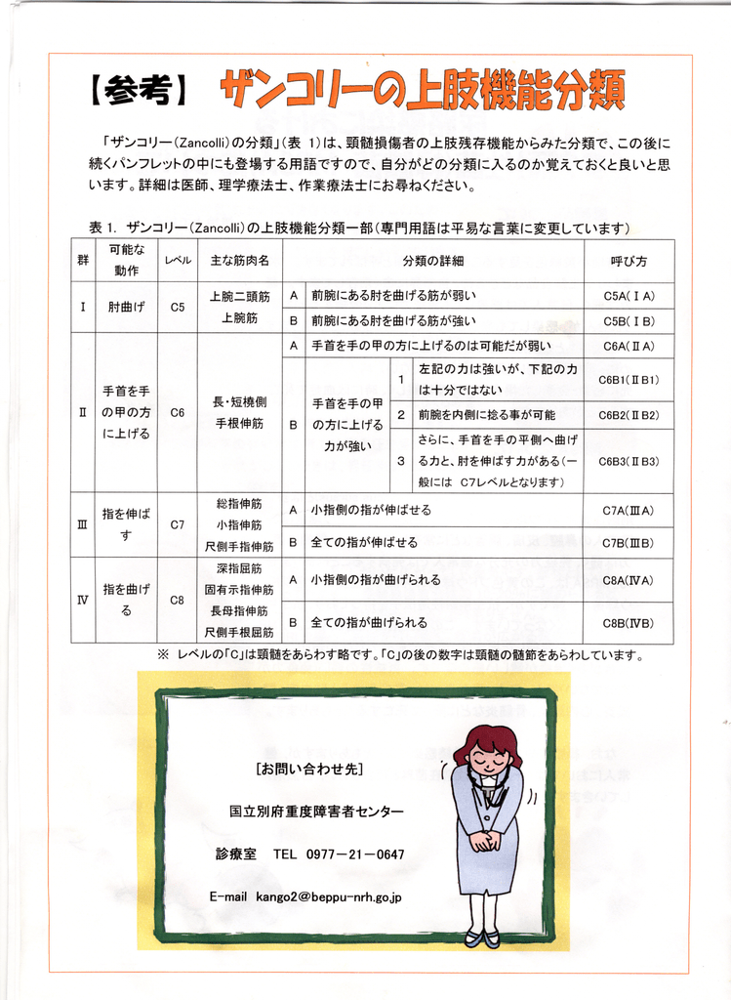 【参考】 ザンコリーの上肢機能分類
「ザンコリー(Zancolli)の分類」(表 1)は、頸髄損傷者の上肢残存機能からみた分類で、この後に
続くパンフレットの中にも登場する用語ですので、自分がどの分類に入るのか覚えておくと良いと思
います。詳細は医師、理学療法士、作業療法士にお尋ねください。
表 1. ザンコリー(Zancolli)の上肢機能分類一部(専門用語は平易な言葉に変更しています)
群 可能な動作 レベル 主な筋肉名 分類の詳細 呼び方
Ⅰ 肘曲げ C5 上腕二頭筋 上腕筋 A 前腕にある肘を曲げる筋が弱い C5A(ⅠA)
B 前腕にある肘を曲げる筋が強い C5B(ⅠB)
Ⅱ 手首を手の甲の方に上げる C6 長・短橈側手根伸筋 A 手首を手の甲の方に上げるのは可能だが弱い C6A(ⅡA)
B 手首を手の甲の方に上げる力が強い 1 左記の力は強いが、下記の力は十分ではない C6B1(ⅡB1)
2 前腕を内側に捻る事が可能 C6B2(ⅡB2)
3 さらに、手首を手の平側へ曲げる力と、肘を伸ばす力がある(一般には C7レベルとなります) C6B3(ⅡB3)
Ⅲ 指を伸ばす C7 総指伸筋 小指伸筋 尺側手指伸筋 A 小指側の指が伸ばせる C7A(ⅢA)
B 全ての指が伸ばせる C7B(ⅢB)
Ⅳ 指を曲げる C8 深指屈筋 固有示指伸筋 長母指伸筋 尺側手根屈筋 A 小指側の指が曲げられる C8A(ⅣA)
B 全ての指が曲げられる C8B(ⅣB)
※ レベルの「C」は頸髄をあらわす略です。「C」の後の数字は頸髄の髄節をあらわしています。
[お問い合わせ先]
国立別府重度障害者センター
診療室 TEL 0977－21－0647
E-mail kango2@beppu-nrh.go.jp